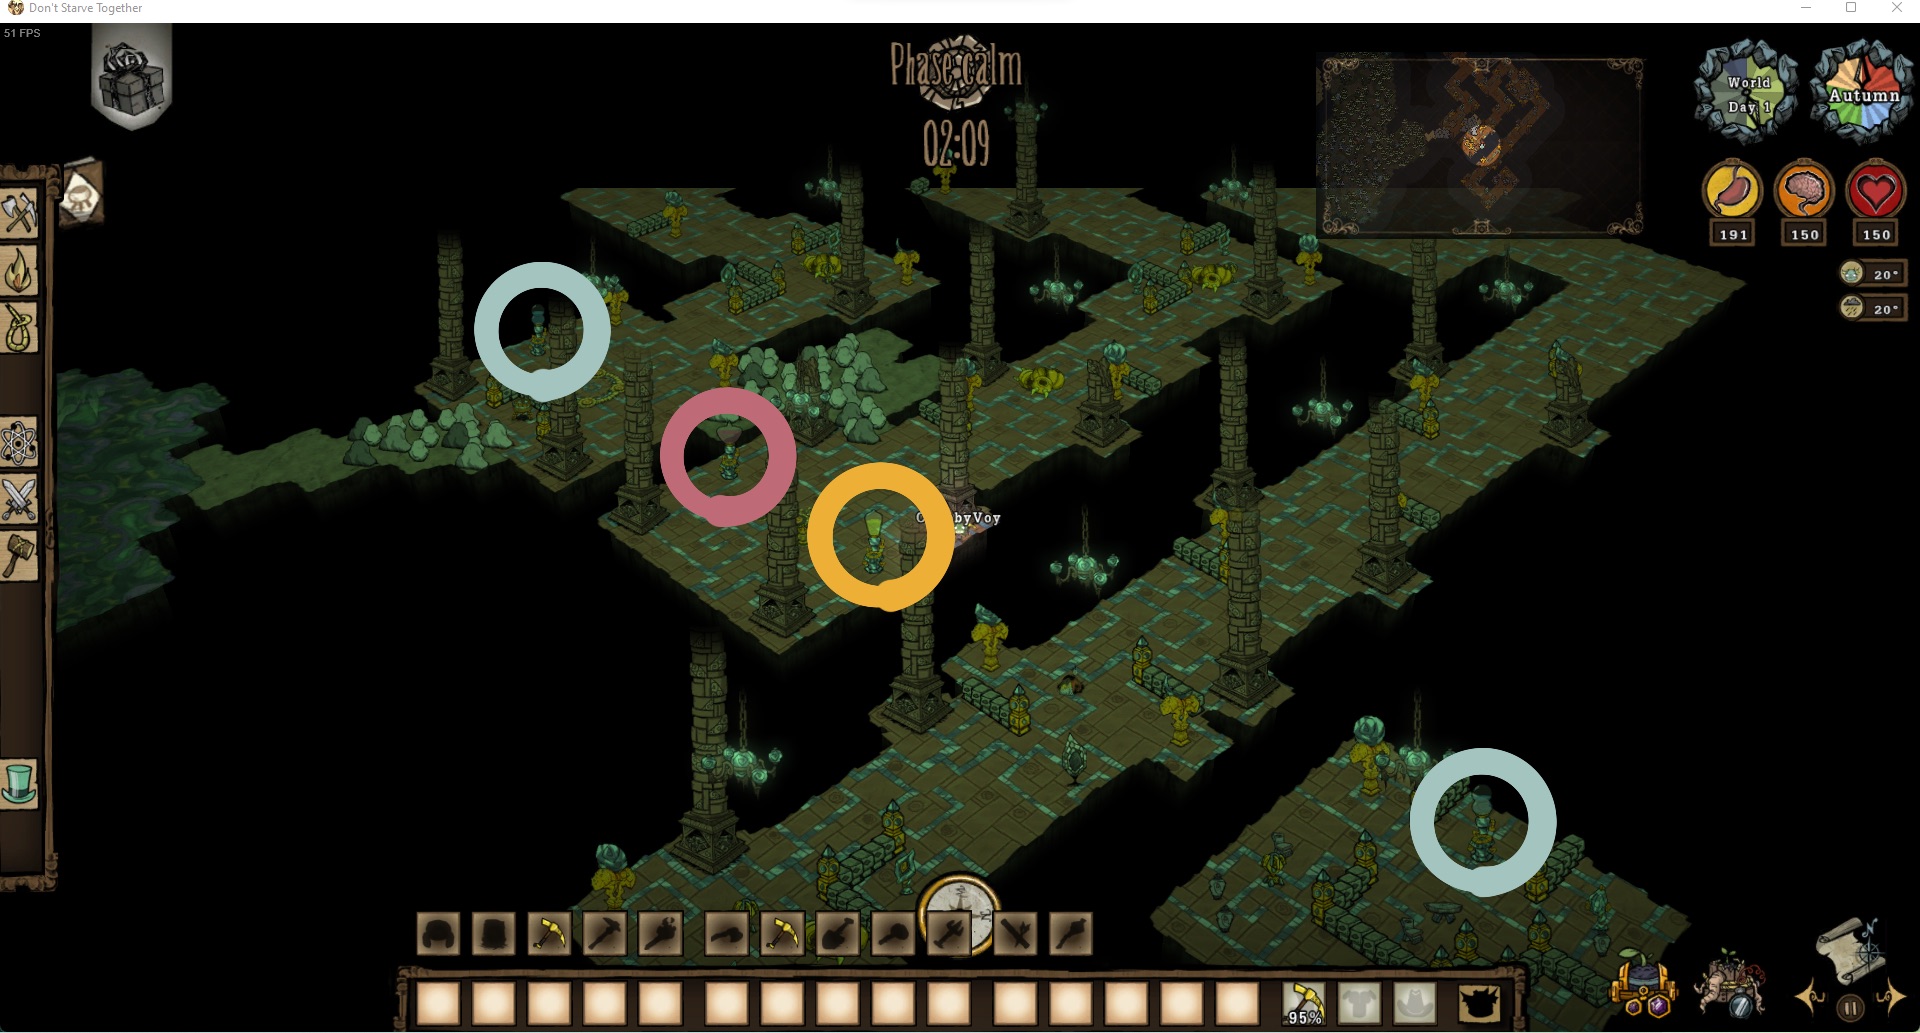 Don't Starve Together
51 FPS
Phase calm
02:09
World
Day 1
Autumn
191
150
150
20°
20°
byVoy
95%